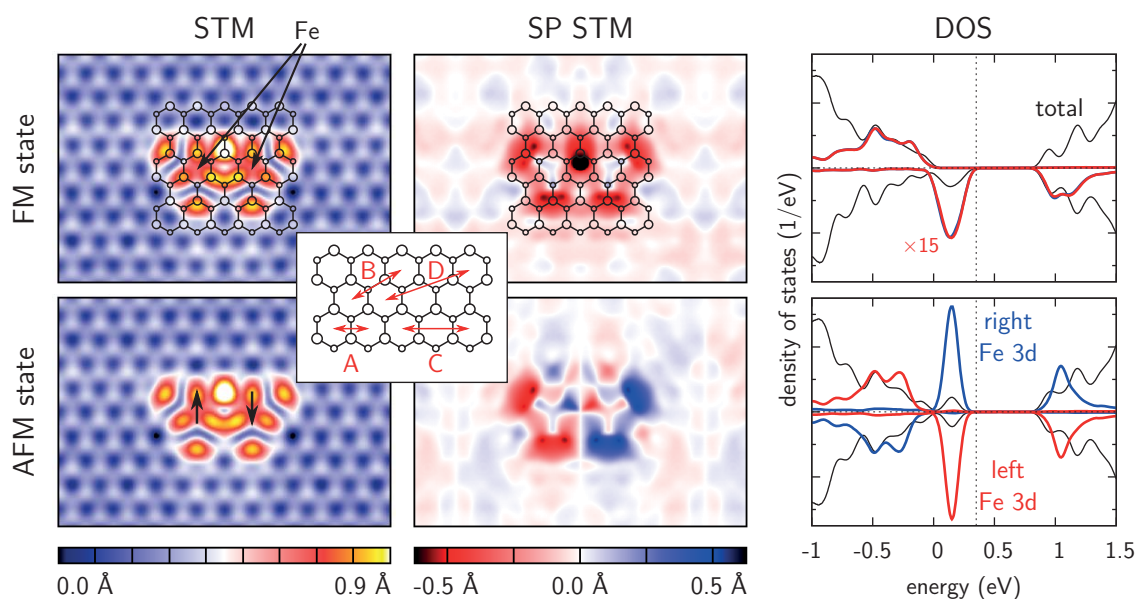 STM
SP STM
DOS
Fe
FM state
total
×15
B
D
A
C
AFM state
right
Fe 3d
left
Fe 3d
density of states (1/eV)
-1
-0.5
0
0.5
1
1.5
energy (eV)
0.0 Å
0.9 Å
-0.5 Å
0.0 Å
0.5 Å